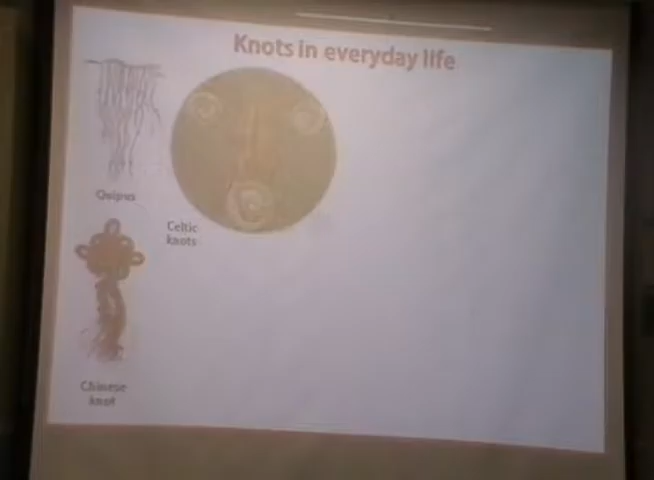 Knots in everyday life
Quipus
Celtic
knots
Chinese
knot